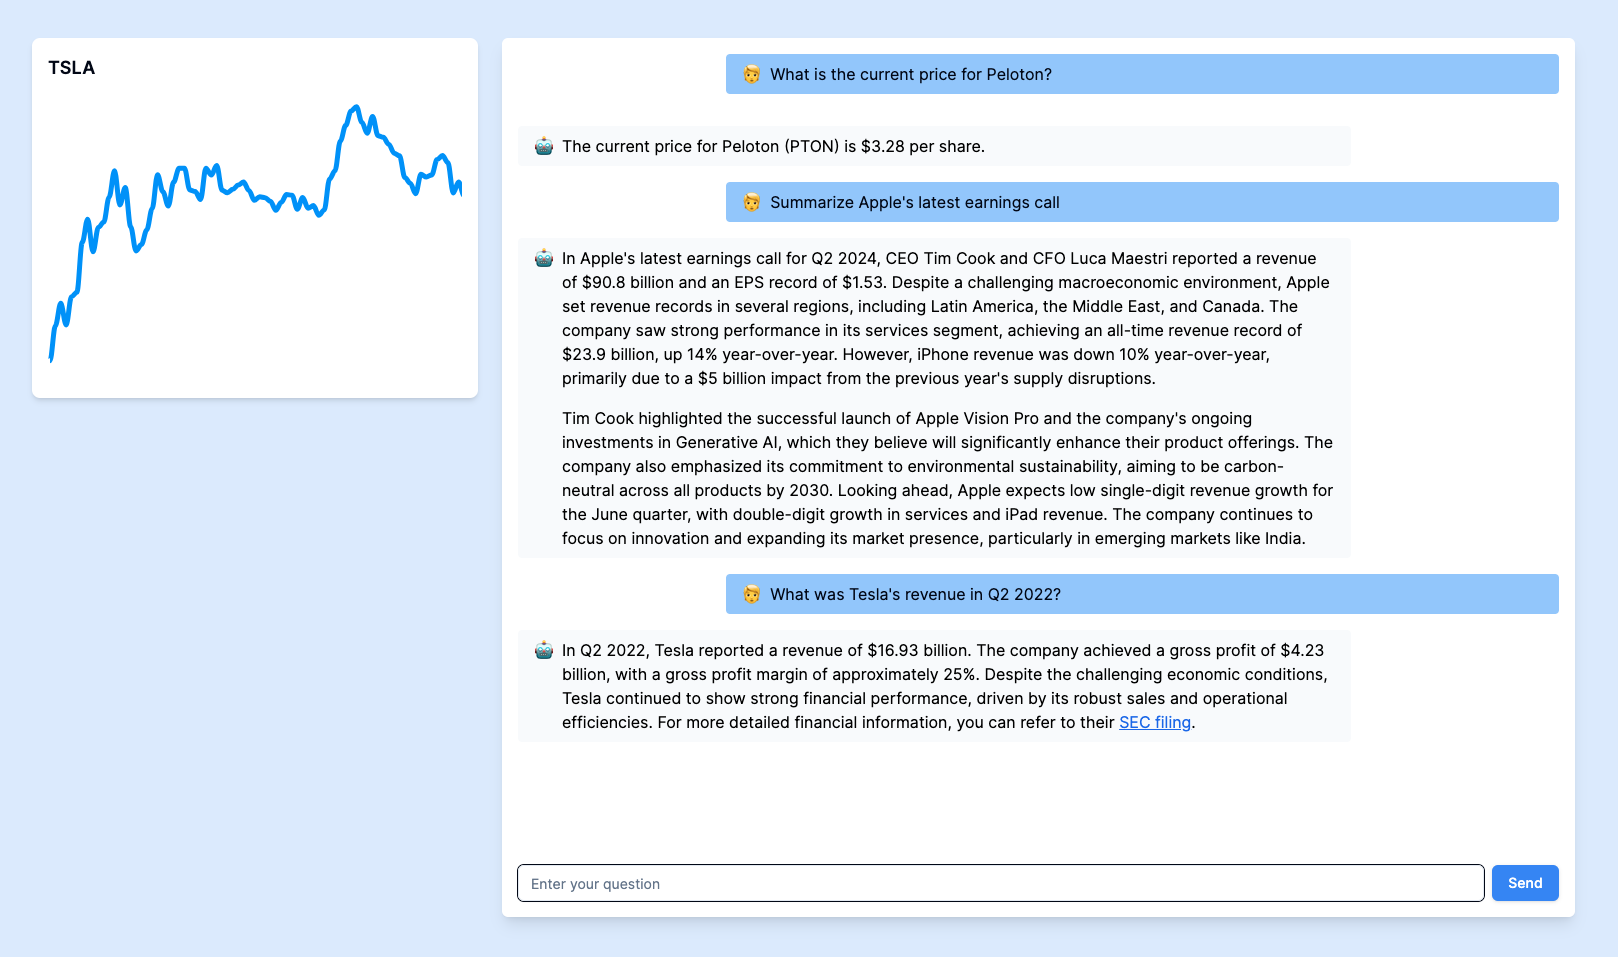 TSLA
What is the current price for Peloton?
The current price for Peloton (PTON) is $3.28 per share.
Summarize Apple's latest earnings call
In Apple's latest earnings call for Q2 2024, CEO Tim Cook and CFO Luca Maestri reported a revenue
of $90.8 billion and an EPS record of $1.53. Despite a challenging macroeconomic environment, Apple
set revenue records in several regions, including Latin America, the Middle East, and Canada. The
company saw strong performance in its services segment, achieving an all-time revenue record of
$23.9 billion, up 14% year-over-year. However, iPhone revenue was down 10% year-over-year,
primarily due to a $5 billion impact from the previous year's supply disruptions.
Tim Cook highlighted the successful launch of Apple Vision Pro and the company's ongoing
investments in Generative AI, which they believe will significantly enhance their product offerings. The
company also emphasized its commitment to environmental sustainability, aiming to be carbon-
neutral across all products by 2030. Looking ahead, Apple expects low single-digit revenue growth for
the June quarter, with double-digit growth in services and iPad revenue. The company continues to
focus on innovation and expanding its market presence, particularly in emerging markets like India.
What was Tesla's revenue in Q2 2022?
In Q2 2022, Tesla reported a revenue of $16.93 billion. The company achieved a gross profit of $4.23
billion, with a gross profit margin of approximately 25%. Despite the challenging economic conditions,
Tesla continued to show strong financial performance, driven by its robust sales and operational
efficiencies. For more detailed financial information, you can refer to their SEC filing.
Enter your question
Send